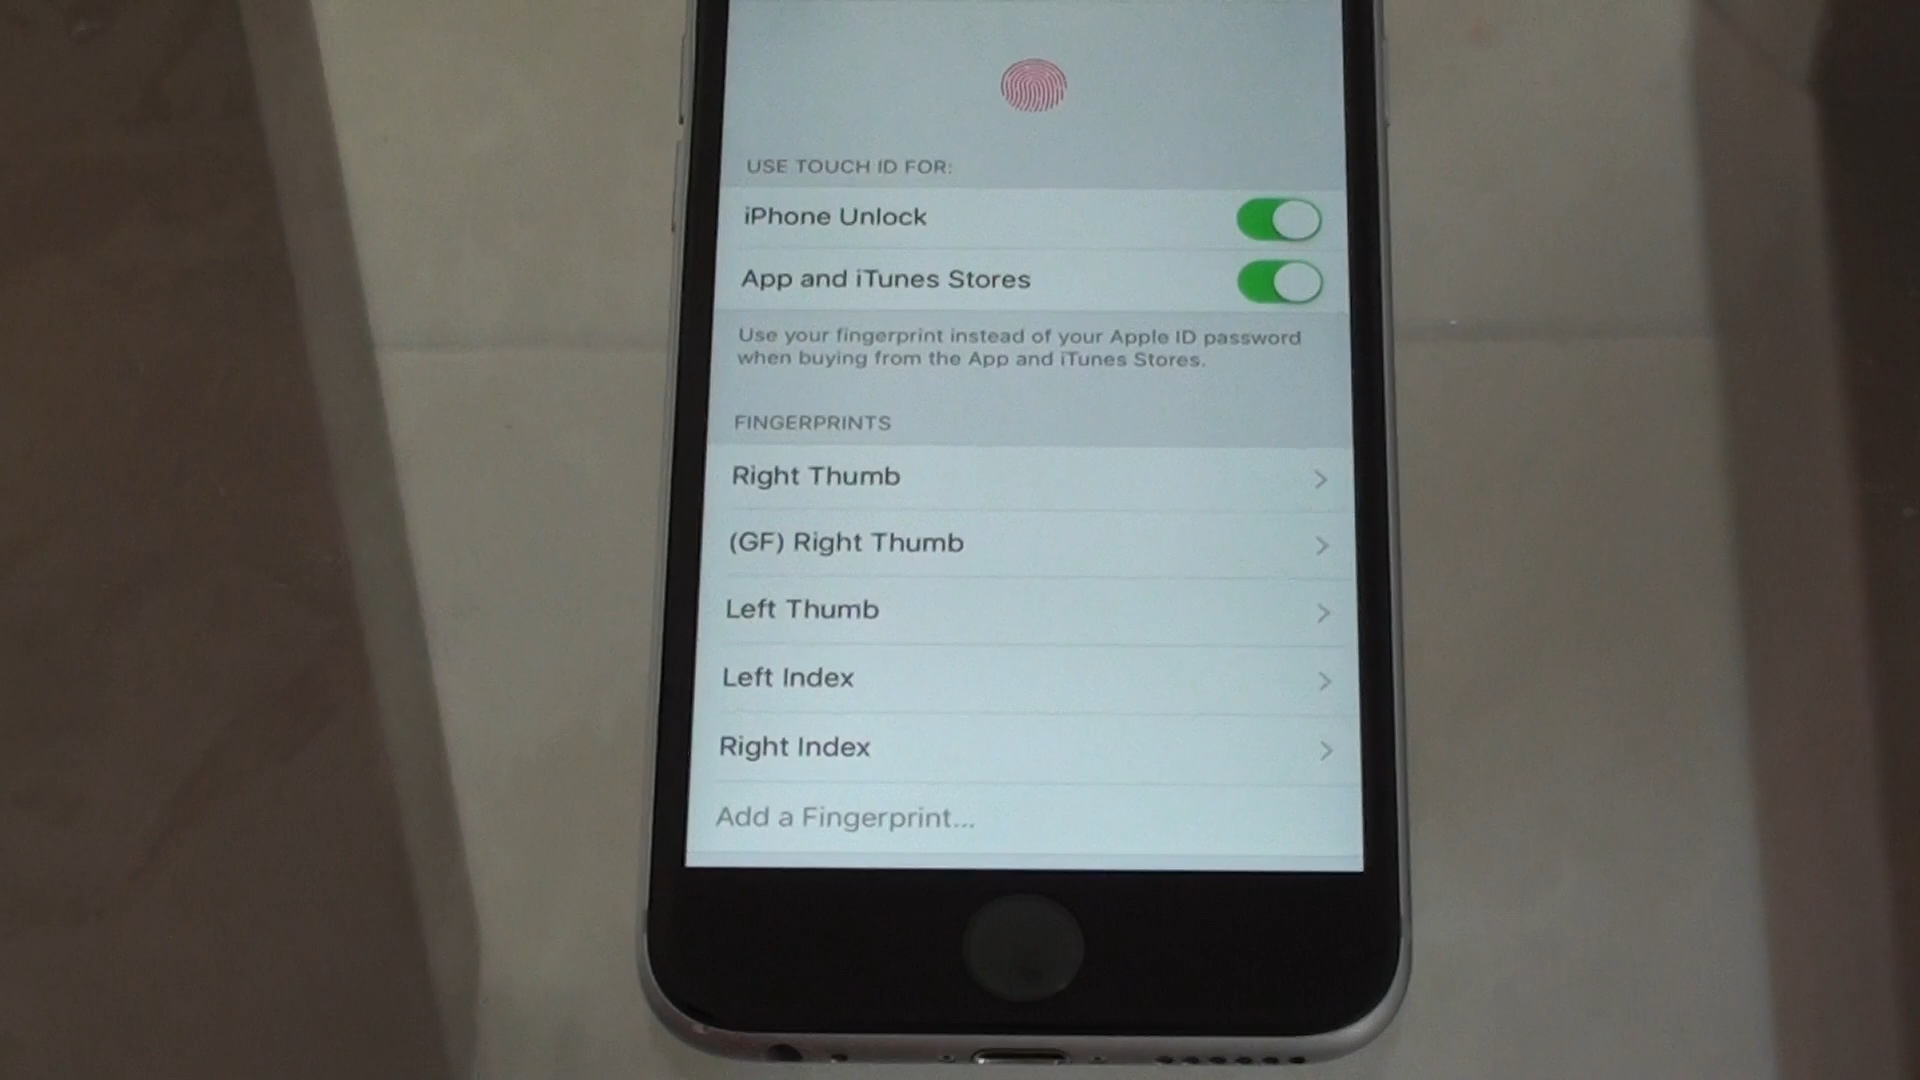 USE TOUCH ID FOR:
iPhone Unlock
App and iTunes Stores
Use your fingerprint instead of your Apple ID password
when buying from the App and iTunes Stores.
FINGERPRINTS
Right Thumb
(GF) Right Thumb
Left Thumb
Left Index
Right Index
Add a Fingerprint...